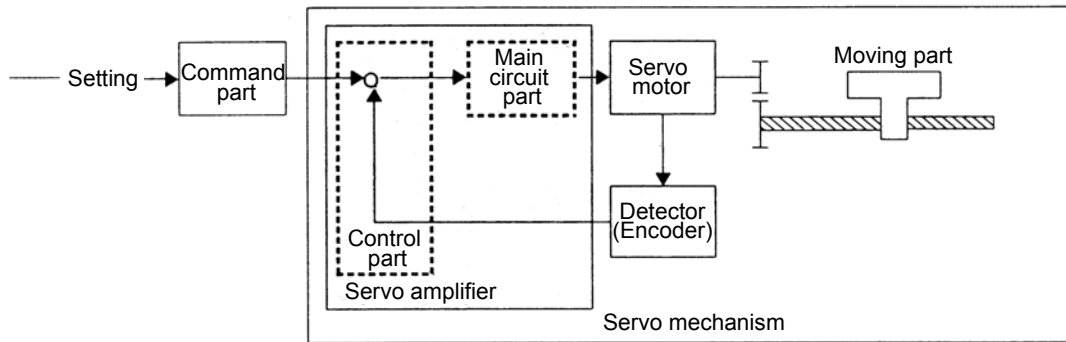 Setting
Command
part
Main
circuit
part
Servo
motor
Moving part
Detector
(Encoder)
Control
part
Servo amplifier
Servo mechanism